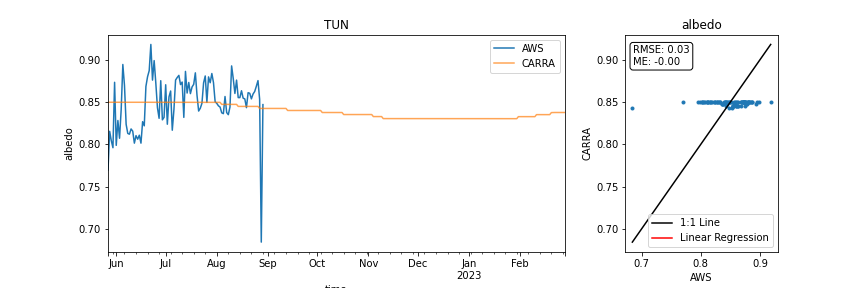 TUN
albedo
0.90
0.85
0.80
0.75
0.70
AWS
CARRA
Jun
Jul
Aug
Sep
Oct
Nov
Dec
Jan
2023
Feb
time
albedo
RMSE: 0.03
ME: -0.00
CARRA
0.90
0.85
0.80
0.75
0.70
1:1 Line
Linear Regression
0.7
0.8
0.9
AWS